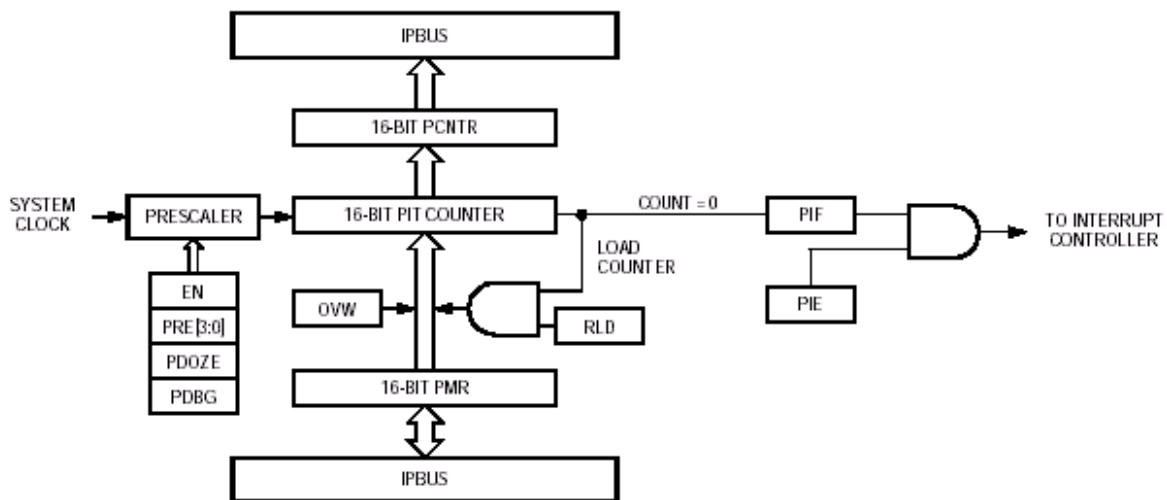 IPBUS
16-BIT PCNTR
SYSTEM
CLOCK
PRESCALER
16-BIT PIT COUNTER
COUNT = 0
PIF
TO INTERRUPT
CONTROLLER
LOAD
COUNTER
EN
PRE[3:0]
PDOZE
PDBG
OVW
RLD
PIE
16-BIT PMR
IPBUS